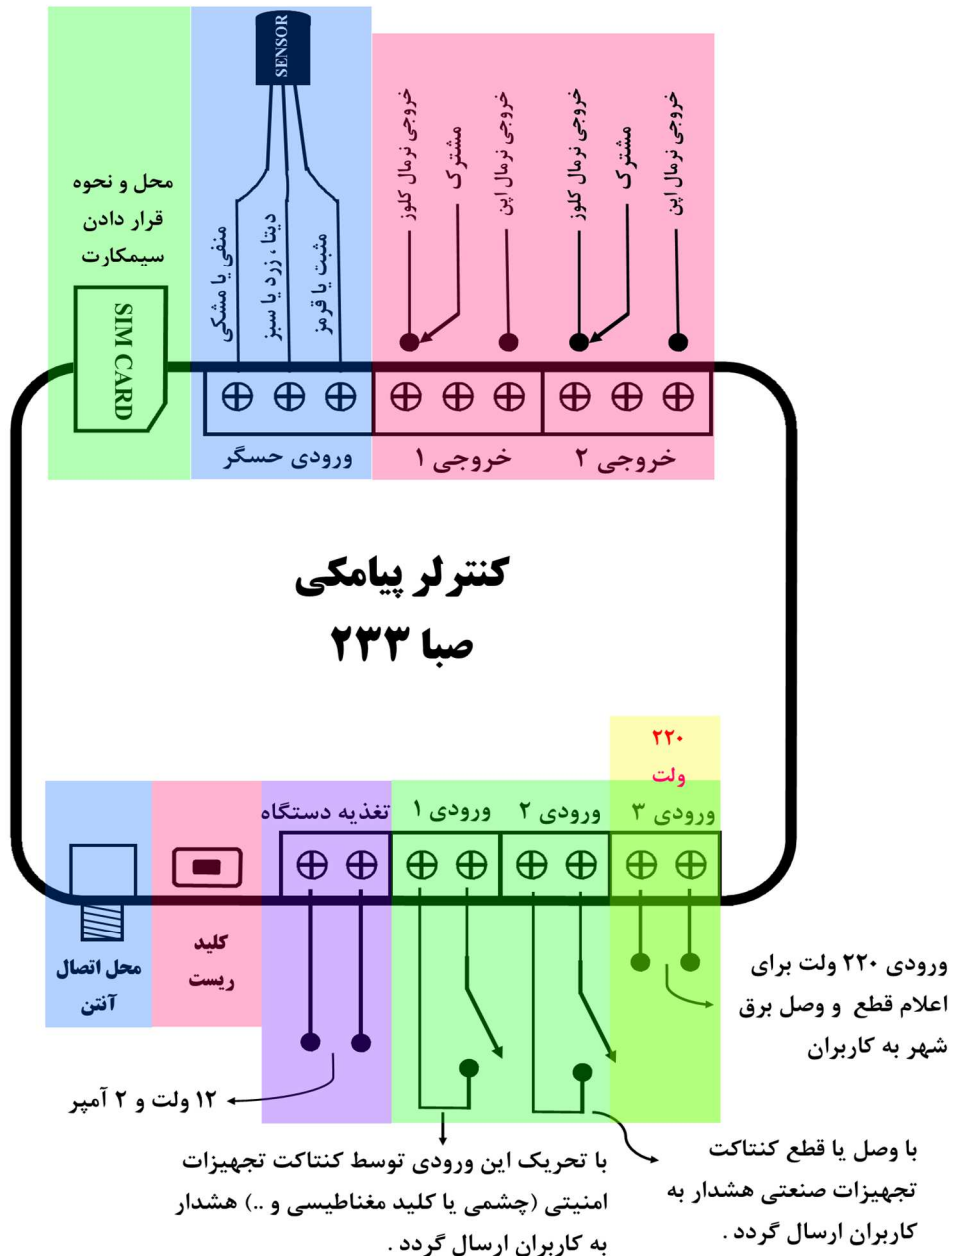 SENSOR
محل و نحوه
قرار دادن
سیمکارت
SIM CARD
منفی یا مشکی
دیتا ، زرد یا سبز
مثبت یا قرمز
خروجی نرمال کلوز
مشترک
خروجی نرمال اپن
خروجی نرمال کلوز
مشترک
خروجی نرمال اپن
ورودی حسگر
خروجی ۱
خروجی ۲
کنترلر پیامکی
صبا ۲۳۳
۲۲۰
ولت
تغذیه دستگاه
ورودی ۱
ورودی ۲
ورودی ۳
محل اتصال
آنتن
کلید
ریست
۱۲ ولت و ۲ آمپر
ورودی ۲۲۰ ولت برای
اعلام قطع و وصل برق
شهر به کاربران
با تحریک این ورودی توسط کنتاکت تجهیزات
امنیتی (چشمی یا کلید مغناطیسی و ..) هشدار
به کاربران ارسال گردد .
با وصل یا قطع کنتاکت
تجهیزات صنعتی هشدار به
کاربران ارسال گردد .